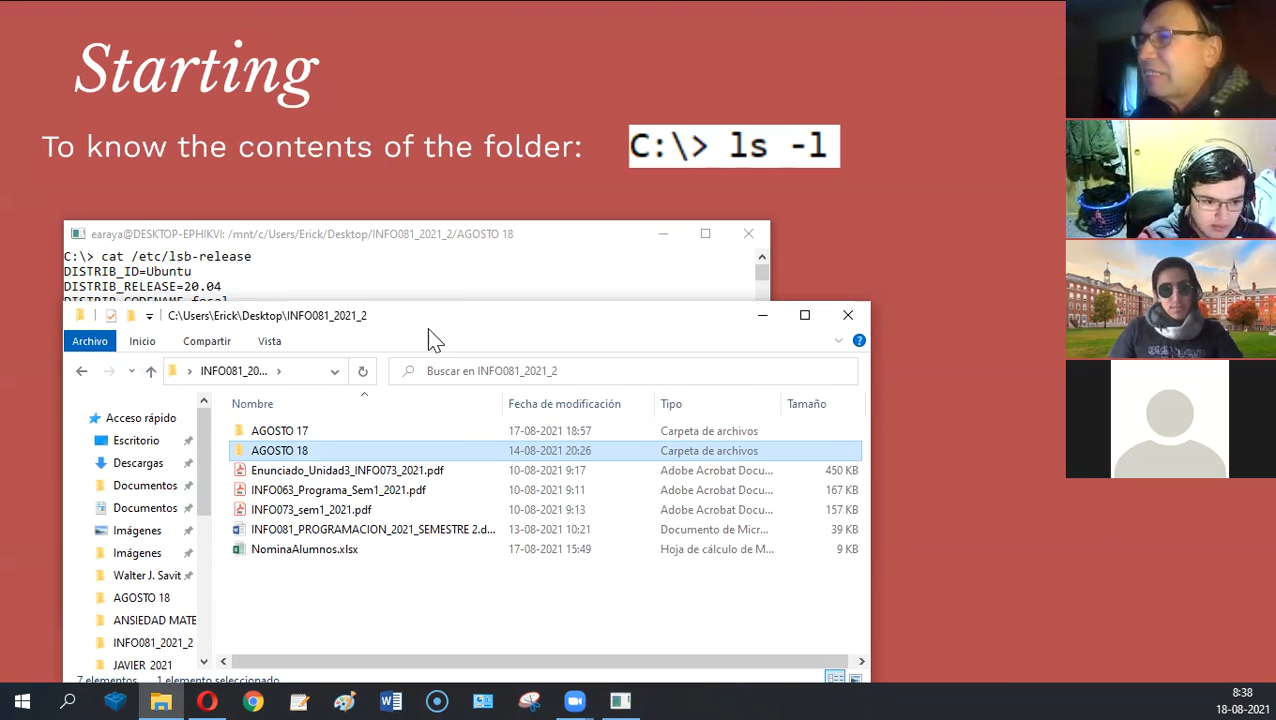 Starting
To know the contents of the folder:
C:\> ls -l
earaya@DESKTOP-EPHIKVI: /mnt/c/Users/Erick/Desktop/INFO081_2021_2/AGOSTO 18
C:\> cat /etc/lsb-release
DISTRIB_ID=Ubuntu
DISTRIB_RELEASE=20.04
C:\Users\Erick\Desktop\INFO081_2021_2
Archivo Inicio Compartir Vista
INFO081_20... Buscar en INFO081_2021_2
Nombre Fecha de modificación Tipo Tamaño
Acceso rápido
Escritorio
Descargas
Documentos
Documentos
Imágenes
Imágenes
Walter J. Savit
AGOSTO 18
ANSIEDAD MATE
INFO081_2021_2
JAVIER 2021
AGOSTO 17 17-08-2021 18:57 Carpeta de archivos
AGOSTO 18 14-08-2021 20:26 Carpeta de archivos
Enunciado_Unidad3_INFO073_2021.pdf 10-08-2021 9:17 Adobe Acrobat Docu... 450 KB
INFO063_Programa_Sem1_2021.pdf 10-08-2021 9:11 Adobe Acrobat Docu... 167 KB
INFO073_sem1_2021.pdf 10-08-2021 9:13 Adobe Acrobat Docu... 157 KB
INFO081_PROGRAMACION_2021_SEMESTRE 2.d... 13-08-2021 10:21 Documento de Micr... 39 KB
NominaAlumnos.xlsx 17-08-2021 15:49 Hoja de cálculo de M... 9 KB
7 elementos 1 elemento seleccionado
8:38
18-08-2021